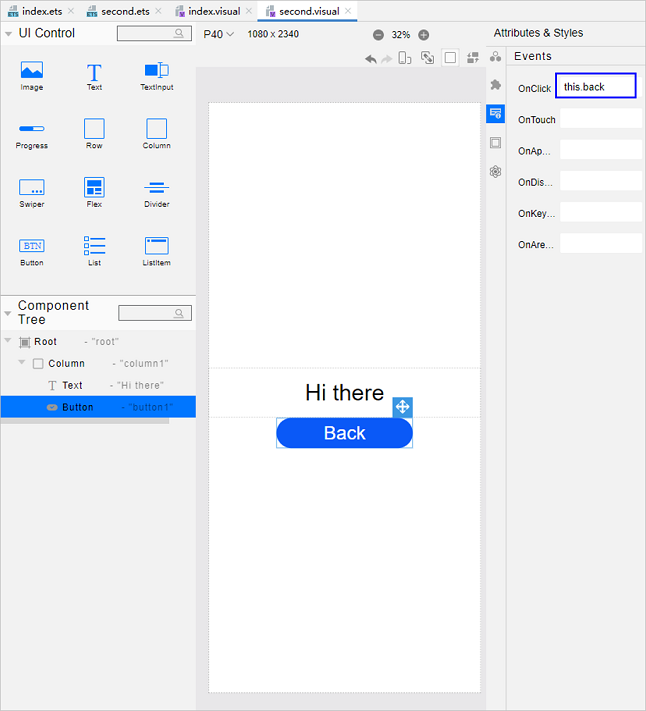 index.ets
second.ets
index.visual
second.visual
UI Control
P40
1080 x 2340
32%
Attributes & Styles
Image
Text
TextInput
Progress
Row
Column
Swiper
Flex
Divider
BTN
Button
List
ListItem
Component
Tree
Root - "root"
Column - "column1"
Text - "Hi there"
Button - "button1"
Hi there
Back
Events
OnClick this.back
OnTouch
OnAp...
OnDis...
OnKey...
OnAre...